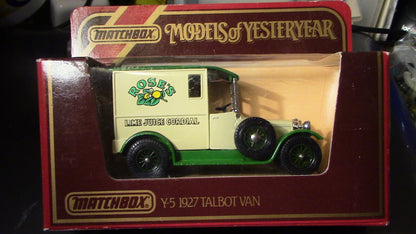 MATCHBOX MODELS of YESTERYEAR
ROSE'S
LIME JUICE CORDIAL
MATCHBOX Y-5 1927 TALBOT VAN